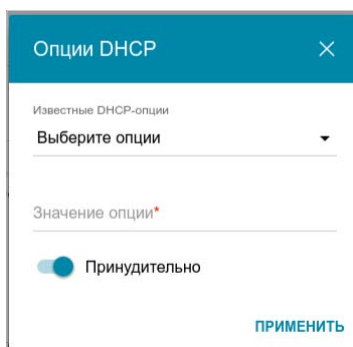 Опции DHCP
Известные DHCP-опции
Выберите опции
Значение опции*
Принудительно
ПРИМЕНИТЬ